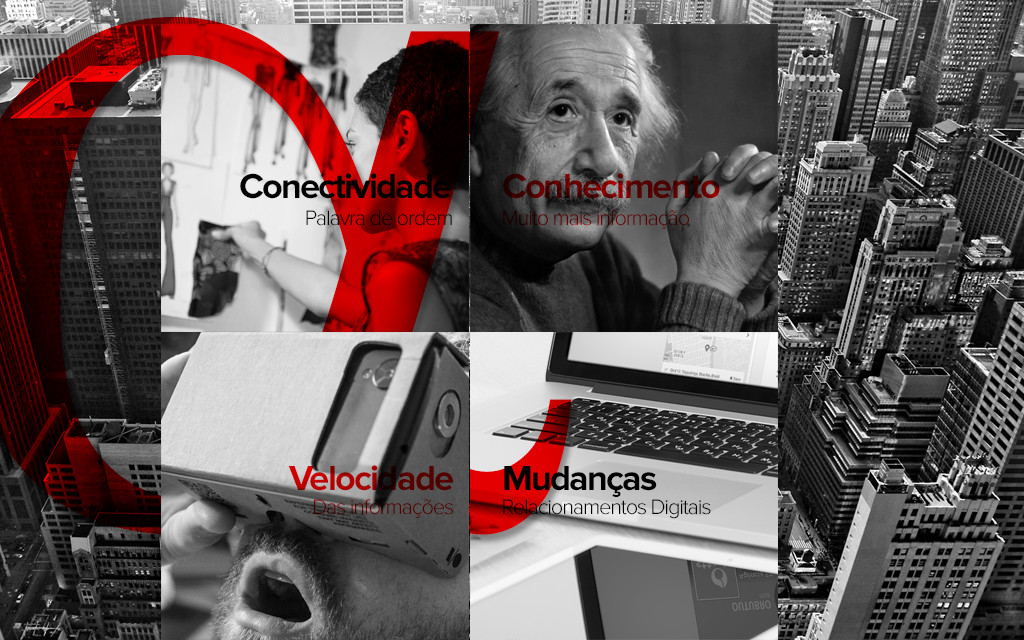 Conectividade
Palavra de ordem
Conhecimento
Muito mais informação
Velocidade
Das informações
Mudanças
Relacionamentos Digitais